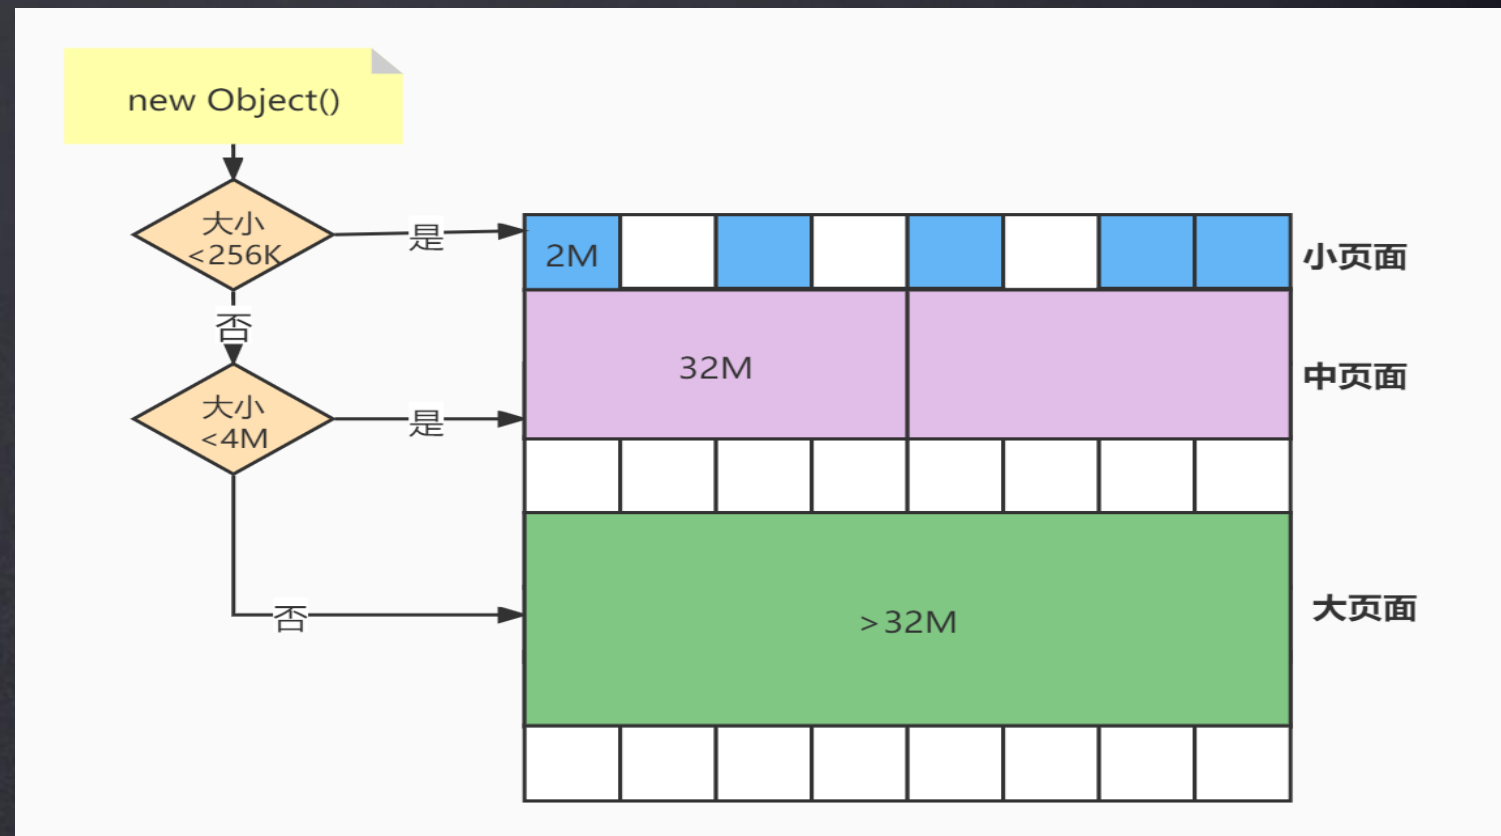 new Object()
大小
<256K
是
2M
小页面
否
32M
中页面
大小
<4M
是
否
>32M
大页面